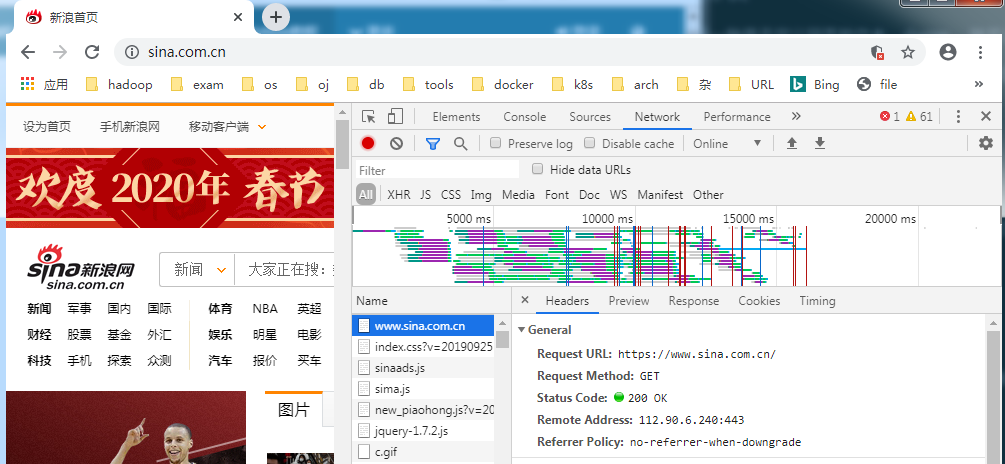 新浪首页
sina.com.cn
应用 hadoop exam os oj db tools docker k8s arch 杂 URL Bing file
设为首页 手机新浪网 移动客户端
欢度 2020年 春节
sina新浪网
sina.com.cn
新闻 大家正在搜：
新闻 军事 国内 国际 体育 NBA 英超
财经 股票 基金 外汇 娱乐 明星 电影
科技 手机 探索 众测 汽车 报价 买车
图片
Elements Console Sources Network Performance 1 61
Preserve log Disable cache Online
Filter Hide data URLs
All XHR JS CSS Img Media Font Doc WS Manifest Other
5000 ms 10000 ms 15000 ms 20000 ms
Name
www.sina.com.cn
index.css?v=20190925
sinaads.js
sima.js
new_piaohong.js?v=20
jquery-1.7.2.js
c.gif
Headers Preview Response Cookies Timing
General
Request URL: https://www.sina.com.cn/
Request Method: GET
Status Code: 200 OK
Remote Address: 112.90.6.240:443
Referrer Policy: no-referrer-when-downgrade